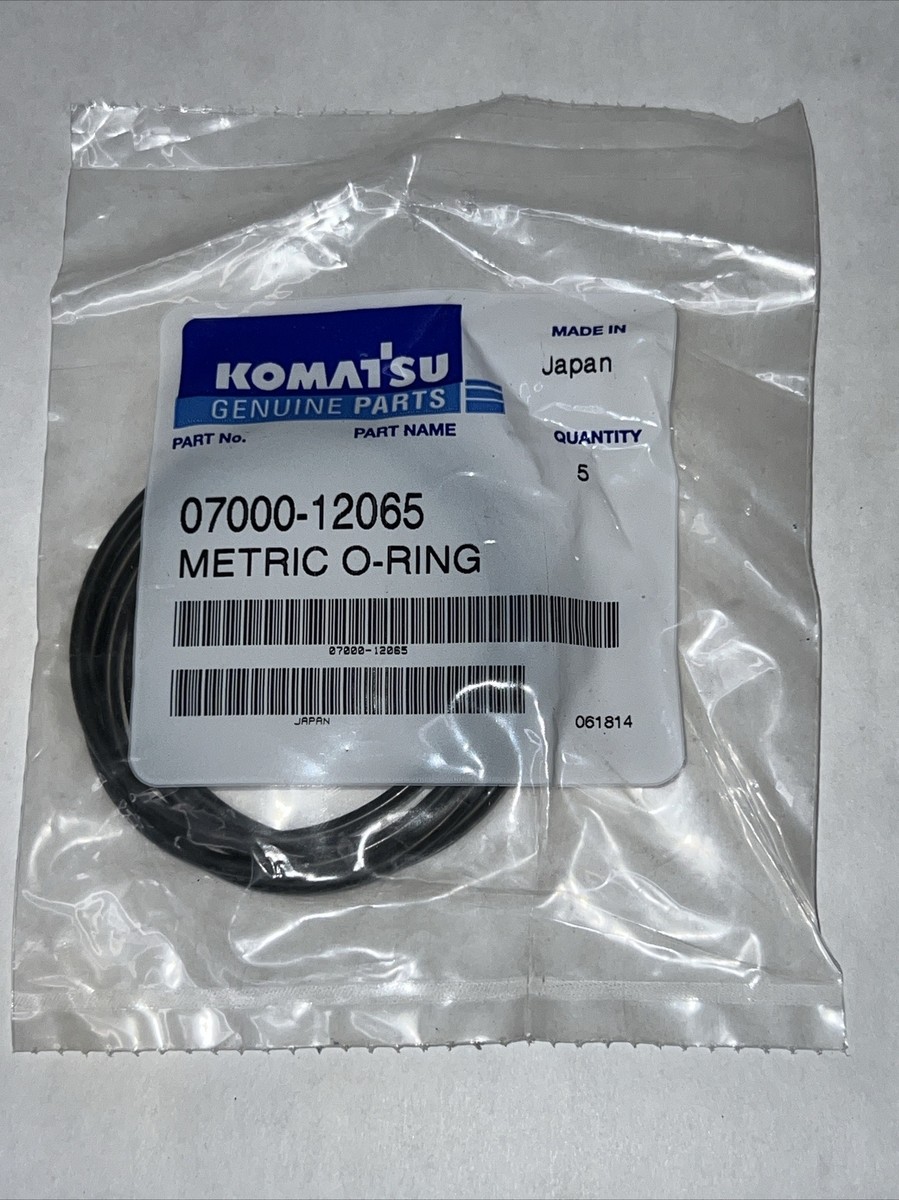 KOMATSU
GENUINE PARTS
MADE IN
Japan
PART No.
PART NAME
QUANTITY
5
07000-12065
METRIC O-RING
07000-12065
JAPAN
061814